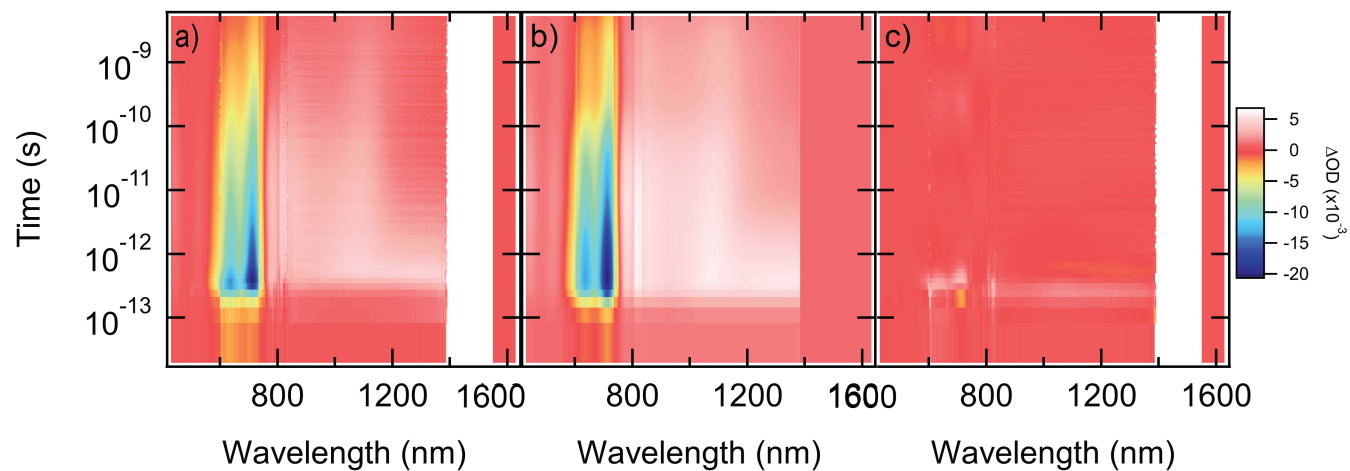 a)
b)
c)
10⁻⁹
10⁻¹⁰
10⁻¹¹
10⁻¹²
10⁻¹³
Time (s)
800 1200 1600
800 1200 1600
800 1200 1600
Wavelength (nm)
Wavelength (nm)
Wavelength (nm)
5
0
-5
-10
-15
-20
ΔOD (x10⁻³)